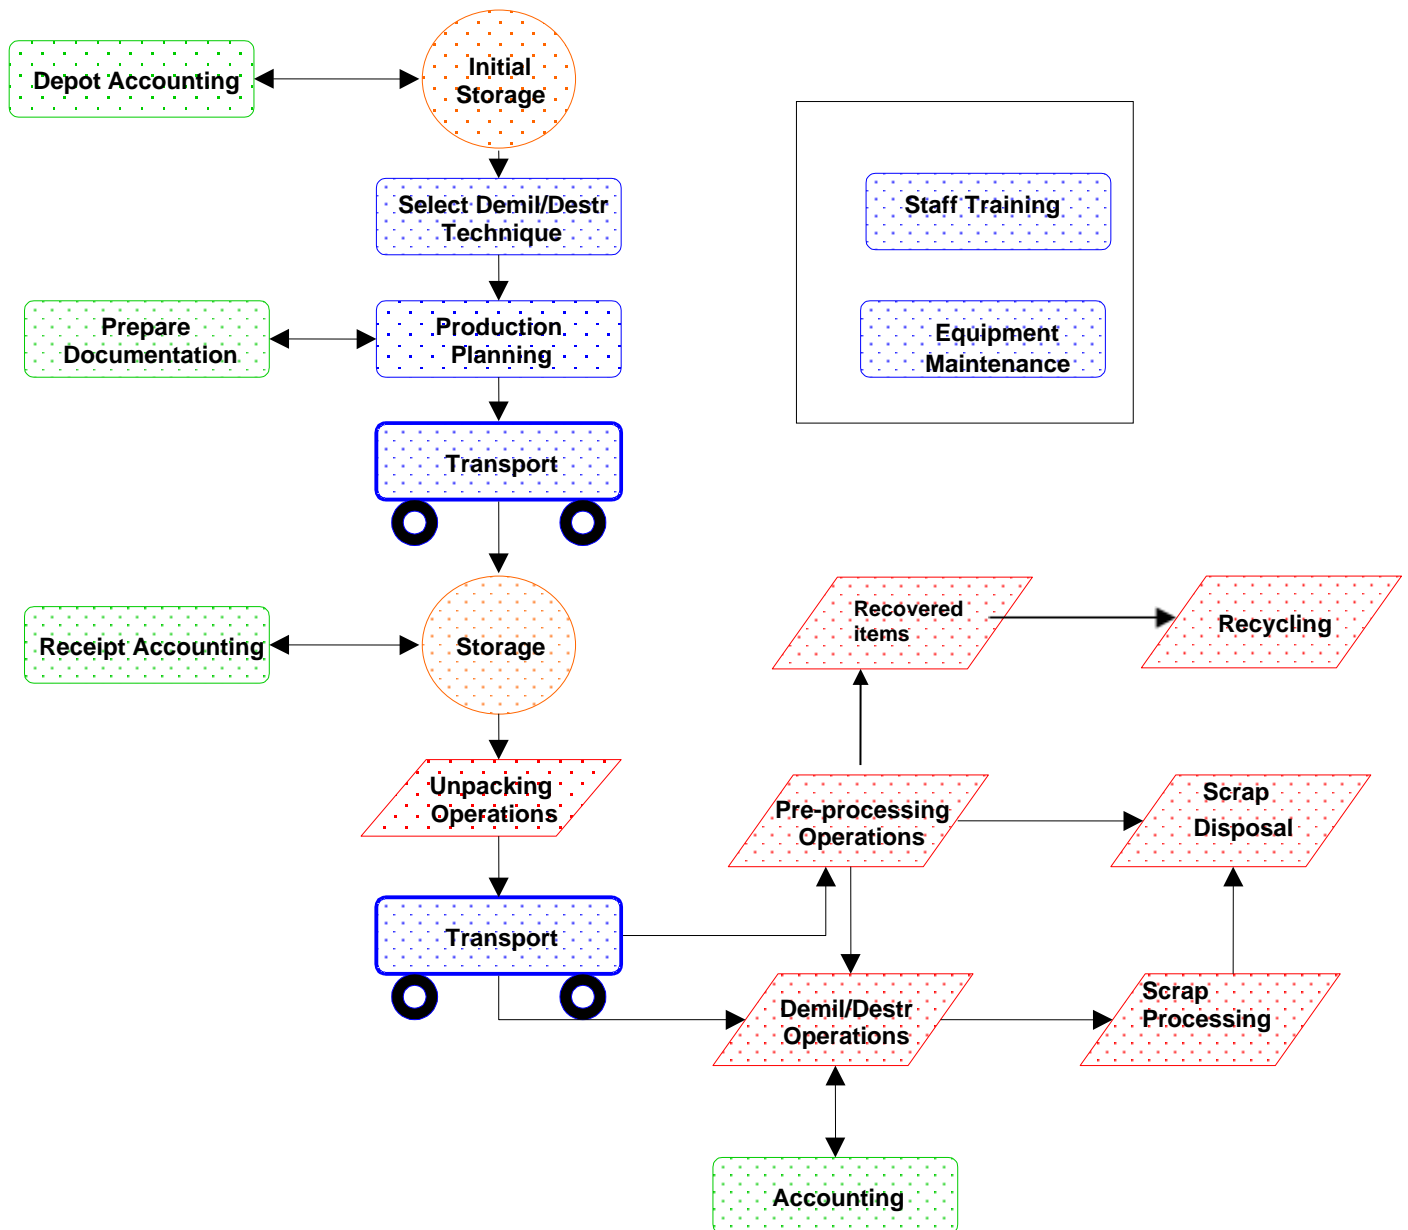 Depot Accounting
Initial
Storage
Select Demil/Destr
Technique
Staff Training
Prepare
Documentation
Production
Planning
Equipment
Maintenance
Transport
Receipt Accounting
Storage
Recovered
items
Recycling
Unpacking
Operations
Pre-processing
Operations
Scrap
Disposal
Transport
Demil/Destr
Operations
Scrap
Processing
Accounting